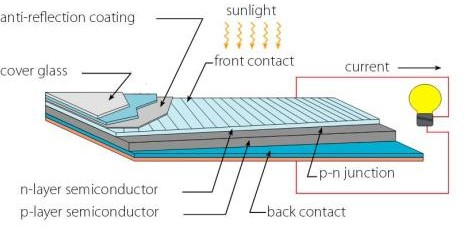 sunlight
anti-reflection coating
front contact
current
cover glass
p-n junction
n-layer semiconductor
p-layer semiconductor
back contact